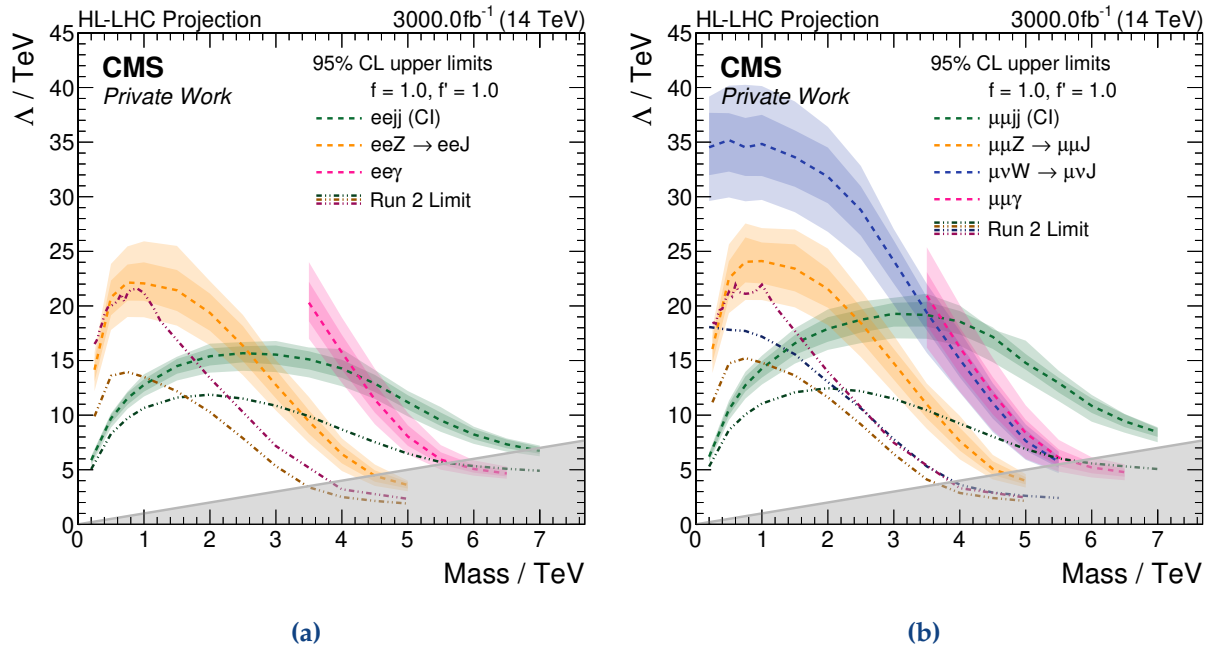 HL-LHC Projection 3000.0fb⁻¹ (14 TeV)
Λ / TeV
45
40
35
30
25
20
15
10
5
0
CMS
Private Work
95% CL upper limits
f = 1.0, f' = 1.0
eejj (CI)
eeZ → eeJ
eeγ
Run 2 Limit
0 1 2 3 4 5 6 7
Mass / TeV
(a)
HL-LHC Projection 3000.0fb⁻¹ (14 TeV)
Λ / TeV
45
40
35
30
25
20
15
10
5
0
CMS
Private Work
95% CL upper limits
f = 1.0, f' = 1.0
μμjj (CI)
μμZ → μμJ
μνW → μνJ
μμγ
Run 2 Limit
0 1 2 3 4 5 6 7
Mass / TeV
(b)